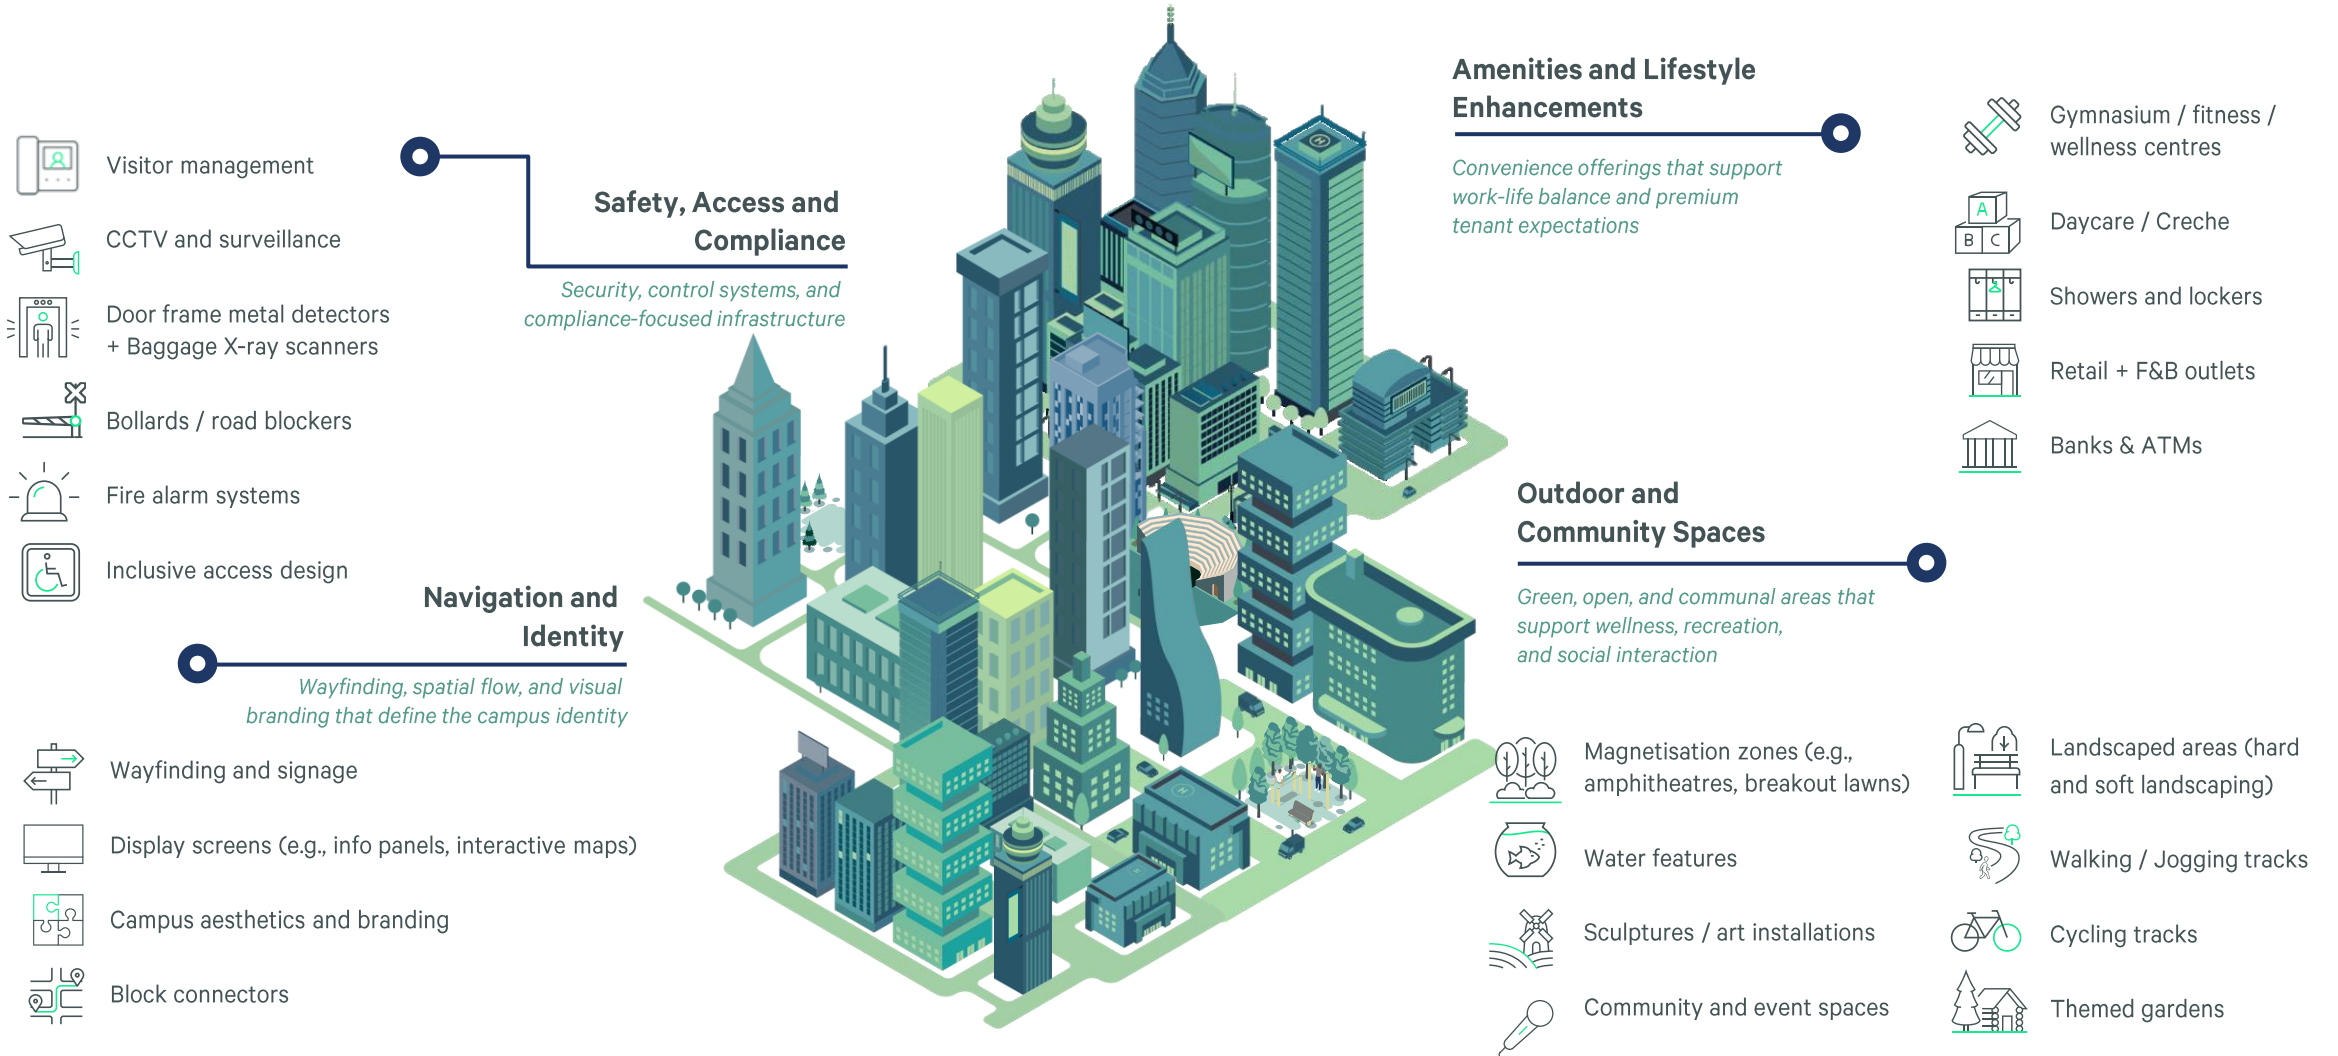 Safety, Access and
Compliance
Security, control systems, and
compliance-focused infrastructure
Visitor management
CCTV and surveillance
Door frame metal detectors
+ Baggage X-ray scanners
Bollards / road blockers
Fire alarm systems
Inclusive access design
Navigation and
Identity
Wayfinding, spatial flow, and visual
branding that define the campus identity
Wayfinding and signage
Display screens (e.g., info panels, interactive maps)
Campus aesthetics and branding
Block connectors
Amenities and Lifestyle
Enhancements
Convenience offerings that support
work-life balance and premium
tenant expectations
Gymnasium / fitness /
wellness centres
A
B C
Daycare / Creche
Showers and lockers
Retail + F&B outlets
Banks & ATMs
Outdoor and
Community Spaces
Green, open, and communal areas that
support wellness, recreation,
and social interaction
Magnetisation zones (e.g.,
amphitheatres, breakout lawns)
Water features
Sculptures / art installations
Community and event spaces
Landscaped areas (hard
and soft landscaping)
Walking / Jogging tracks
Cycling tracks
Themed gardens
H
H